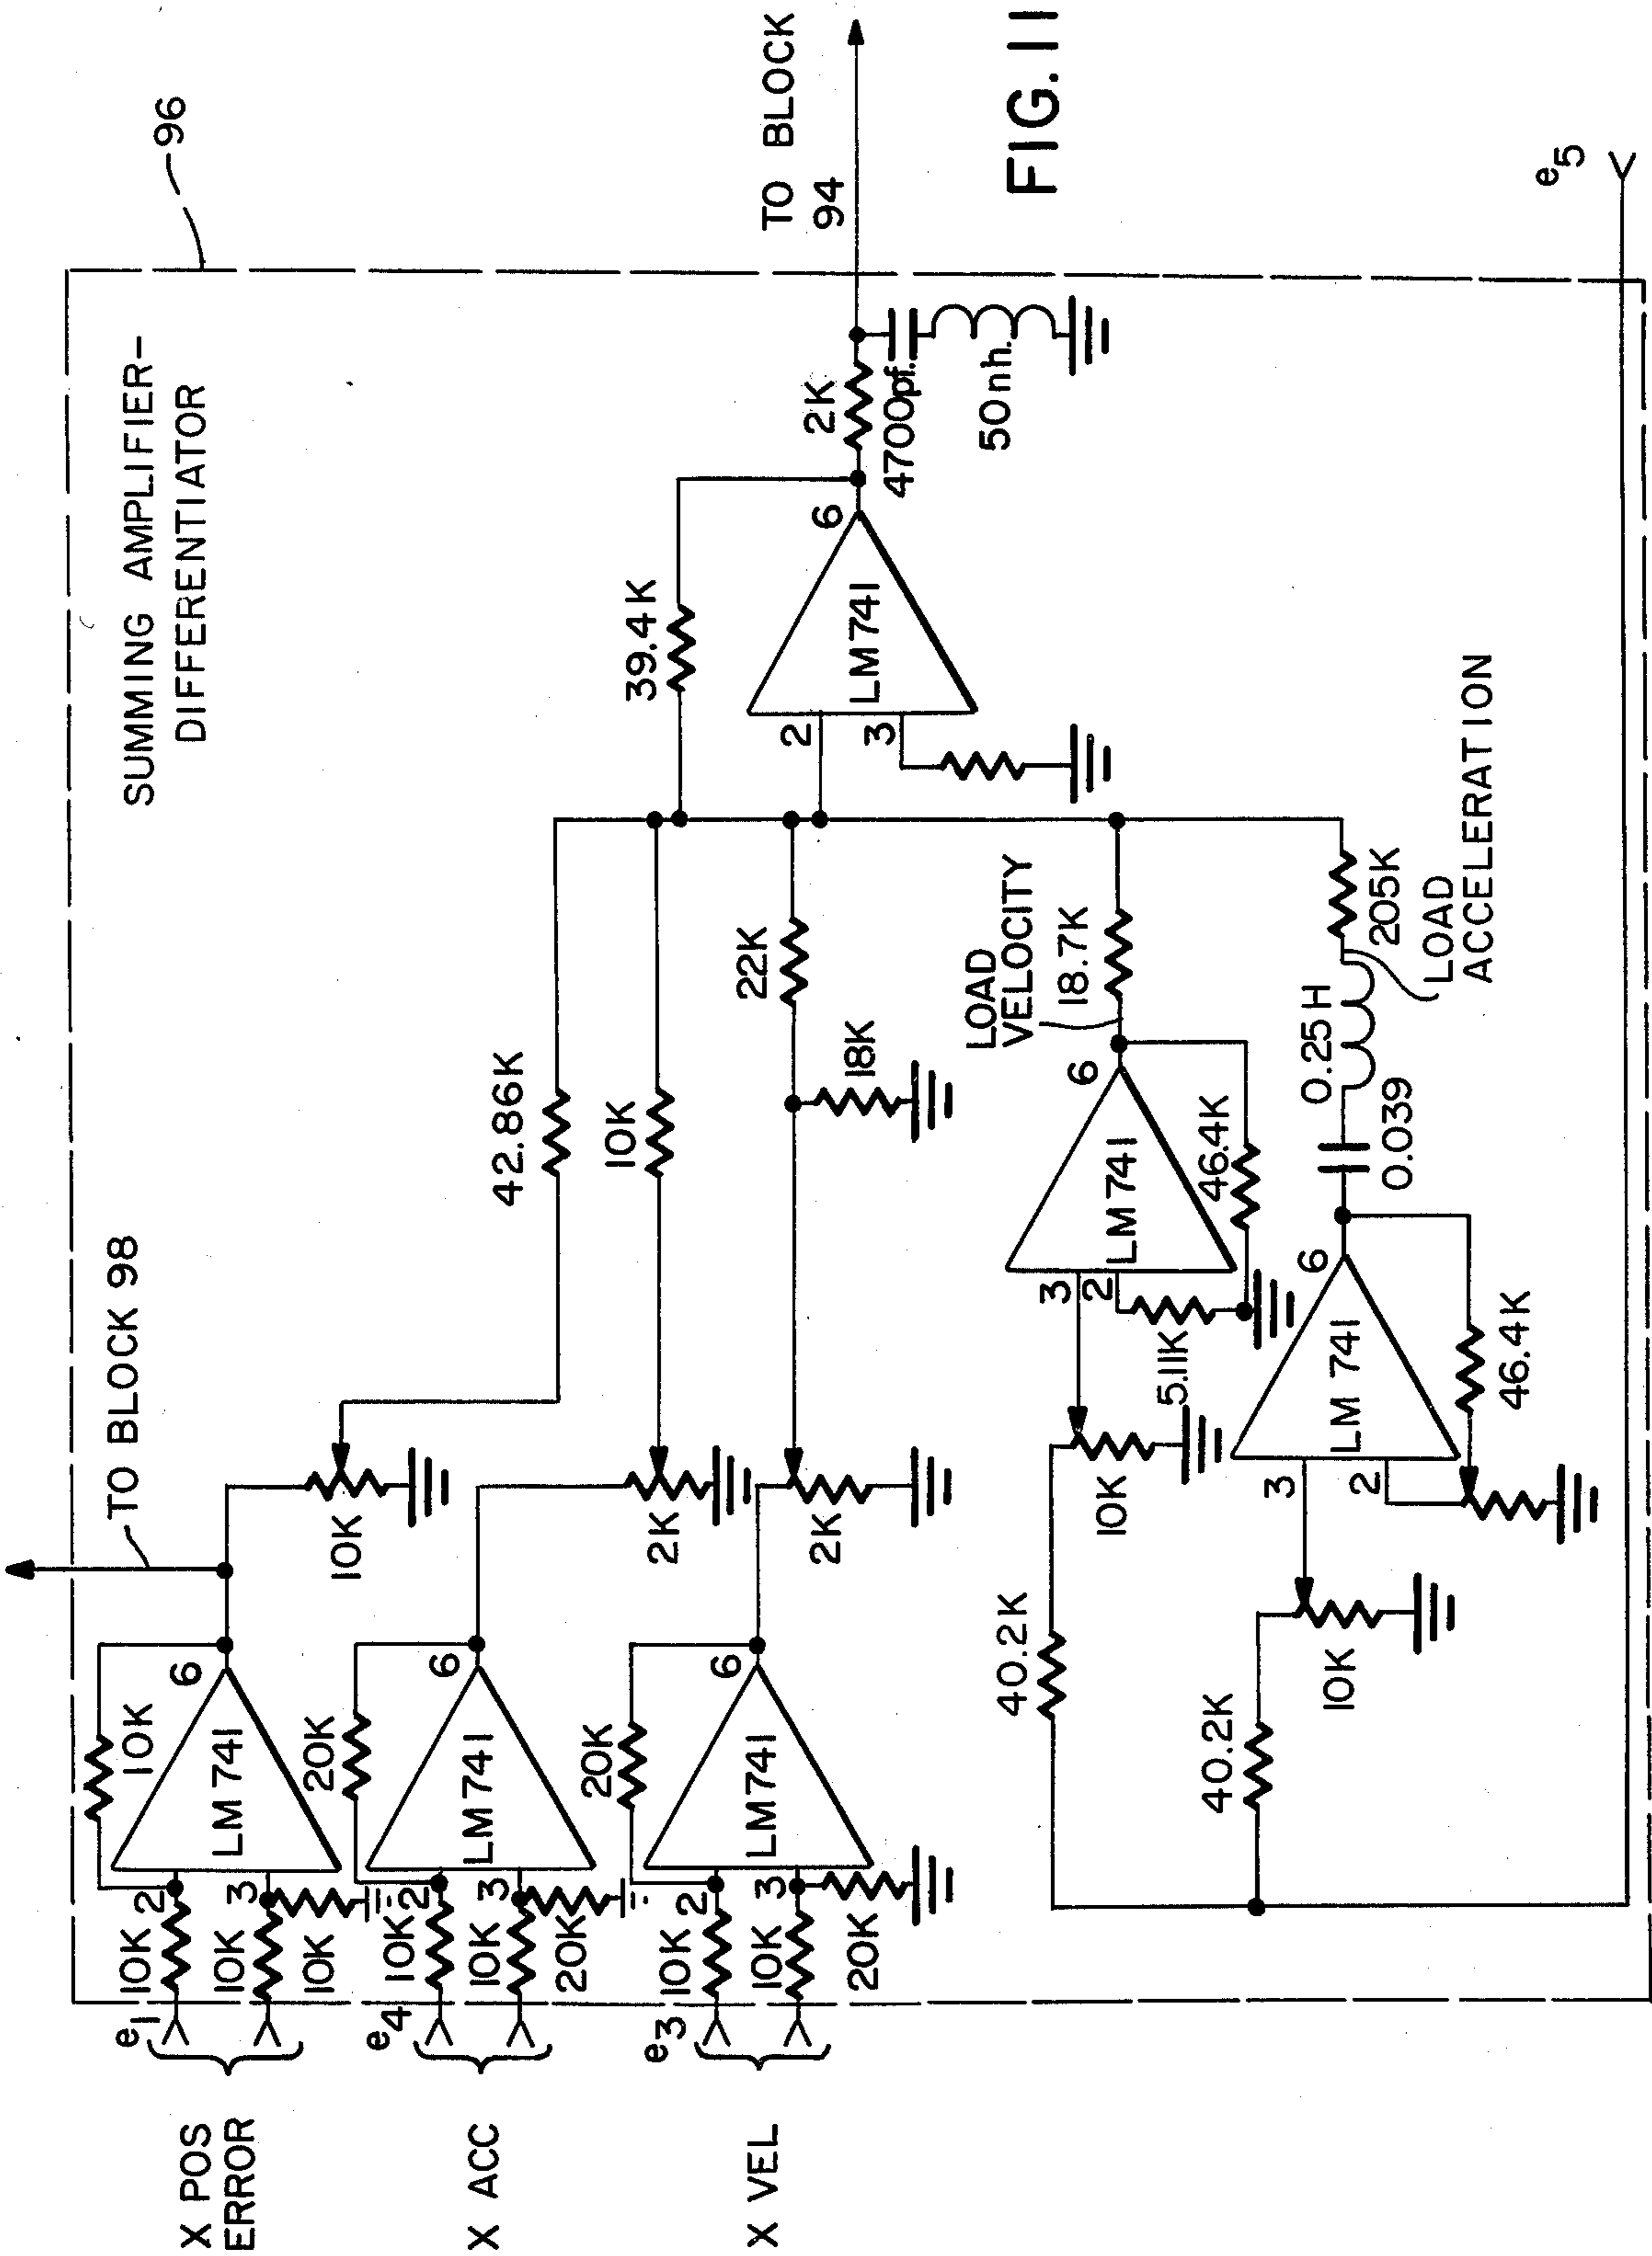 96
SUMMING AMPLIFIER-
DIFFERENTIATOR
TO BLOCK 98
TO BLOCK
94
FIG. 11
X POS
ERROR
e1
10K
2
10K
3
10K
10K
LM741
6
10K
42.86K
X ACC
e4
10K
2
10K
3
20K
20K
LM741
6
2K
10K
X VEL
e3
10K
2
10K
3
20K
20K
LM741
6
2K
18K
22K
39.4K
2
3
LM741
6
2K
4700pf.
50nh.
40.2K
10K
3
2
5.11K
LM741
6
46.4K
LOAD
VELOCITY
18.7K
40.2K
10K
3
2
LM 741
6
46.4K
0.039
0.25H
205K
LOAD
ACCELERATION
e5